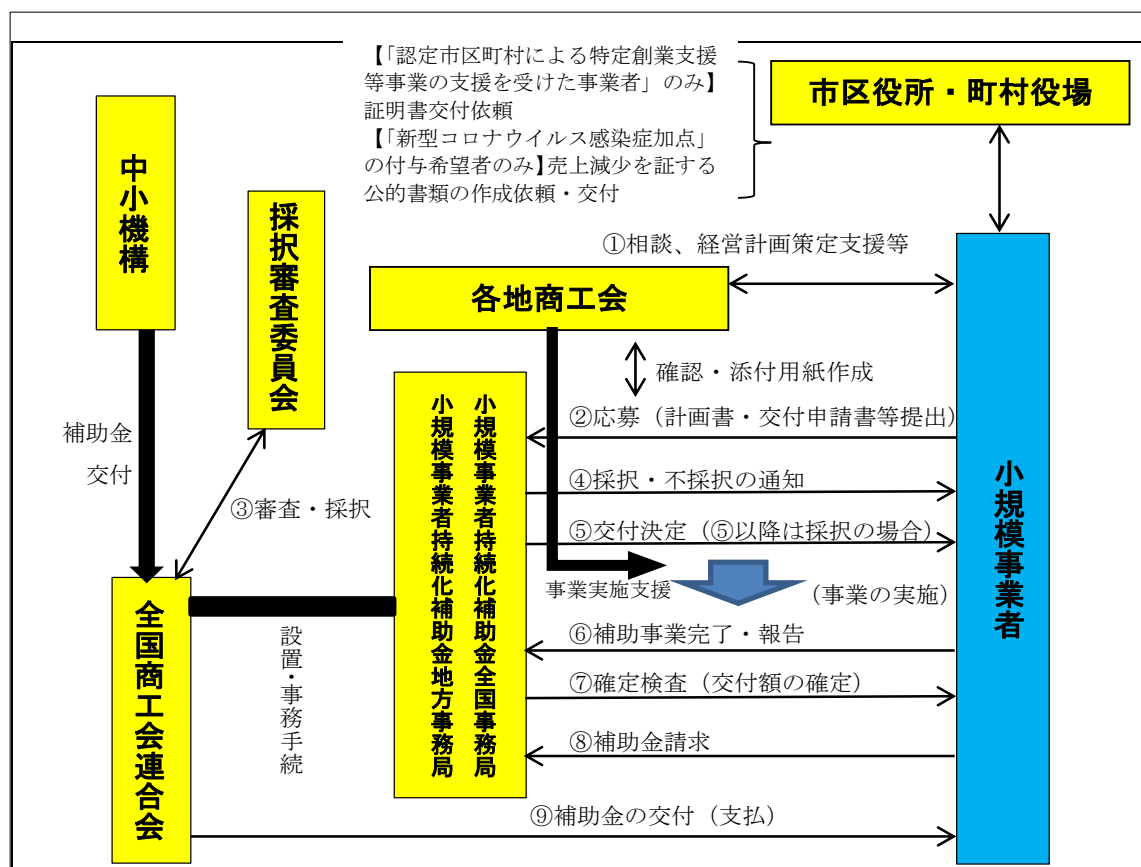 【「認定市区町村による特定創業支援
等事業の支援を受けた事業者」のみ】
証明書交付依頼
【「新型コロナウイルス感染症加点」
の付与希望者のみ】売上減少を証する
公的書類の作成依頼・交付
市区役所・町村役場
中小機構
採択審査委員会
①相談、経営計画策定支援等
各地商工会
確認・添付用紙作成
補助金
交付
③審査・採択
小規模事業者持続化補助金全国事務局
小規模事業者持続化補助金地方事務局
②応募（計画書・交付申請書等提出）
④採択・不採択の通知
⑤交付決定（⑤以降は採択の場合）
事業実施支援
（事業の実施）
小規模事業者
全国商工会連合会
設置・事務手続
⑥補助事業完了・報告
⑦確定検査（交付額の確定）
⑧補助金請求
⑨補助金の交付（支払）